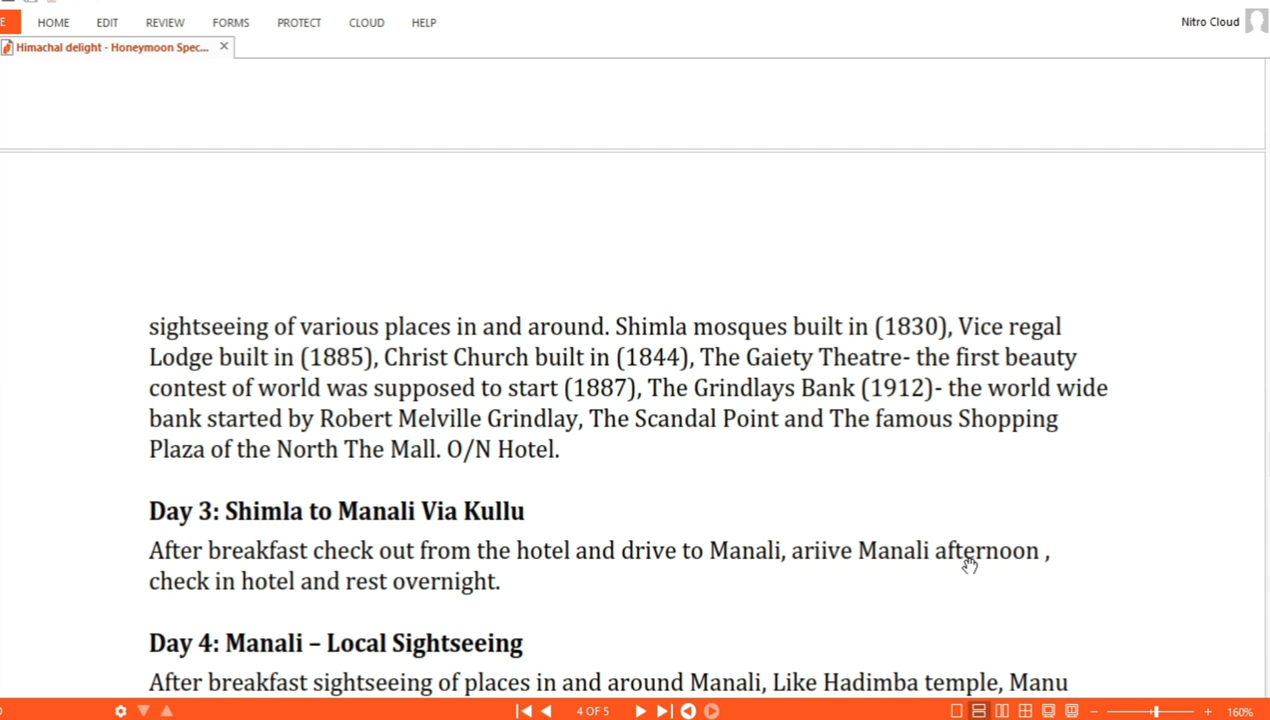 E HOME EDIT REVIEW FORMS PROTECT CLOUD HELP
Nitro Cloud
Himachal delight - Honeymoon Spec... ×
sightseeing of various places in and around. Shimla mosques built in (1830), Vice regal
Lodge built in (1885), Christ Church built in (1844), The Gaiety Theatre- the first beauty
contest of world was supposed to start (1887), The Grindlays Bank (1912)- the world wide
bank started by Robert Melville Grindlay, The Scandal Point and The famous Shopping
Plaza of the North The Mall. O/N Hotel.
Day 3: Shimla to Manali Via Kullu
After breakfast check out from the hotel and drive to Manali, ariive Manali afternoon ,
check in hotel and rest overnight.
Day 4: Manali – Local Sightseeing
After breakfast sightseeing of places in and around Manali, Like Hadimba temple, Manu
4 OF 5
160%